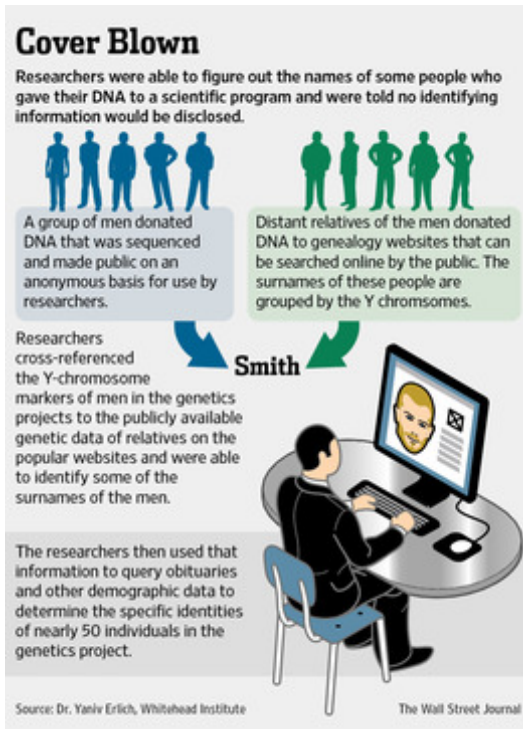 Cover Blown
Researchers were able to figure out the names of some people who
gave their DNA to a scientific program and were told no identifying
information would be disclosed.
A group of men donated
DNA that was sequenced
and made public on an
anonymous basis for use by
researchers.
Distant relatives of the men donated
DNA to genealogy websites that can
be searched online by the public. The
surnames of these people are
grouped by the Y chromsomes.
Researchers
cross-referenced
the Y-chromosome
markers of men in the genetics
projects to the publicly available
genetic data of relatives on the
popular websites and were able
to identify some of the
surnames of the men.
Smith
The researchers then used that
information to query obituaries
and other demographic data to
determine the specific identities
of nearly 50 individuals in the
genetics project.
Source: Dr. Yaniv Erlich, Whitehead Institute
The Wall Street Journal